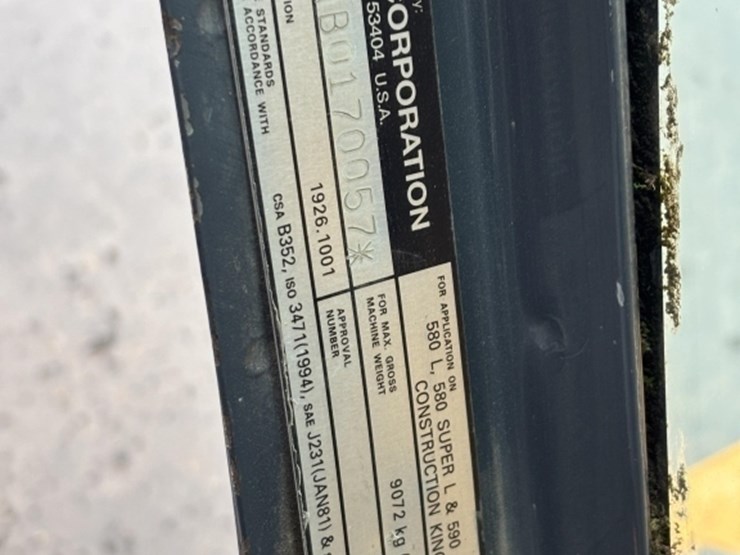 Y:
CORPORATION
53404 U.S.A.
FOR APPLICATION ON
580 L, 580 SUPER L & 590
CONSTRUCTION KING
B0170057*
FOR MAX. GROSS
MACHINE WEIGHT
9072 kg
ION
1926.1001
APPROVAL
NUMBER
STANDARDS
ACCORDANCE WITH
CSA B352, ISO 3471(1994), SAE J231(JAN81) &